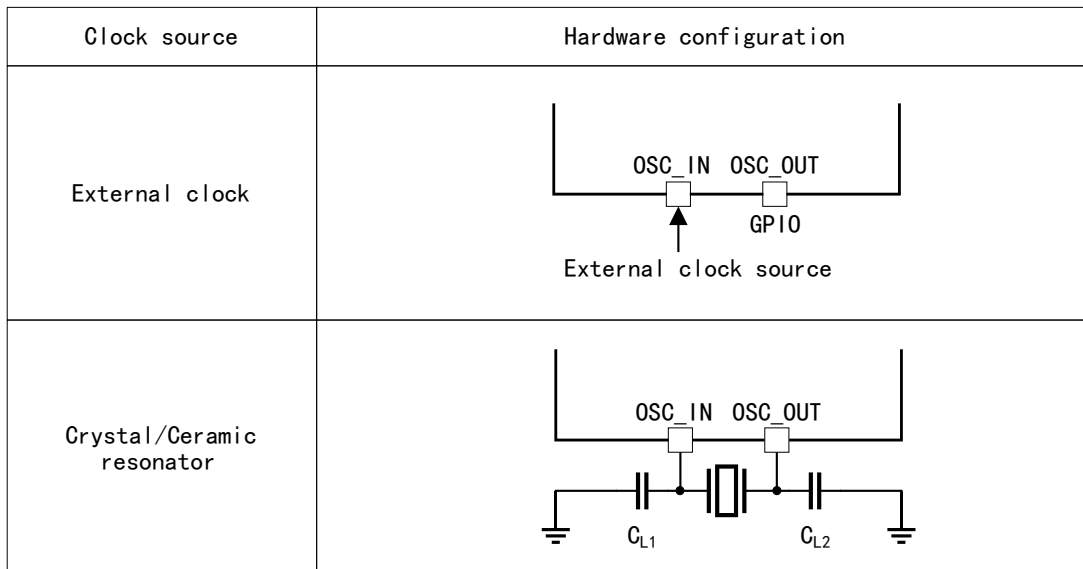 Clock source
Hardware configuration
External clock
OSC_IN OSC_OUT
GPIO
External clock source
Crystal/Ceramic
resonator
OSC_IN OSC_OUT
CL1
CL2